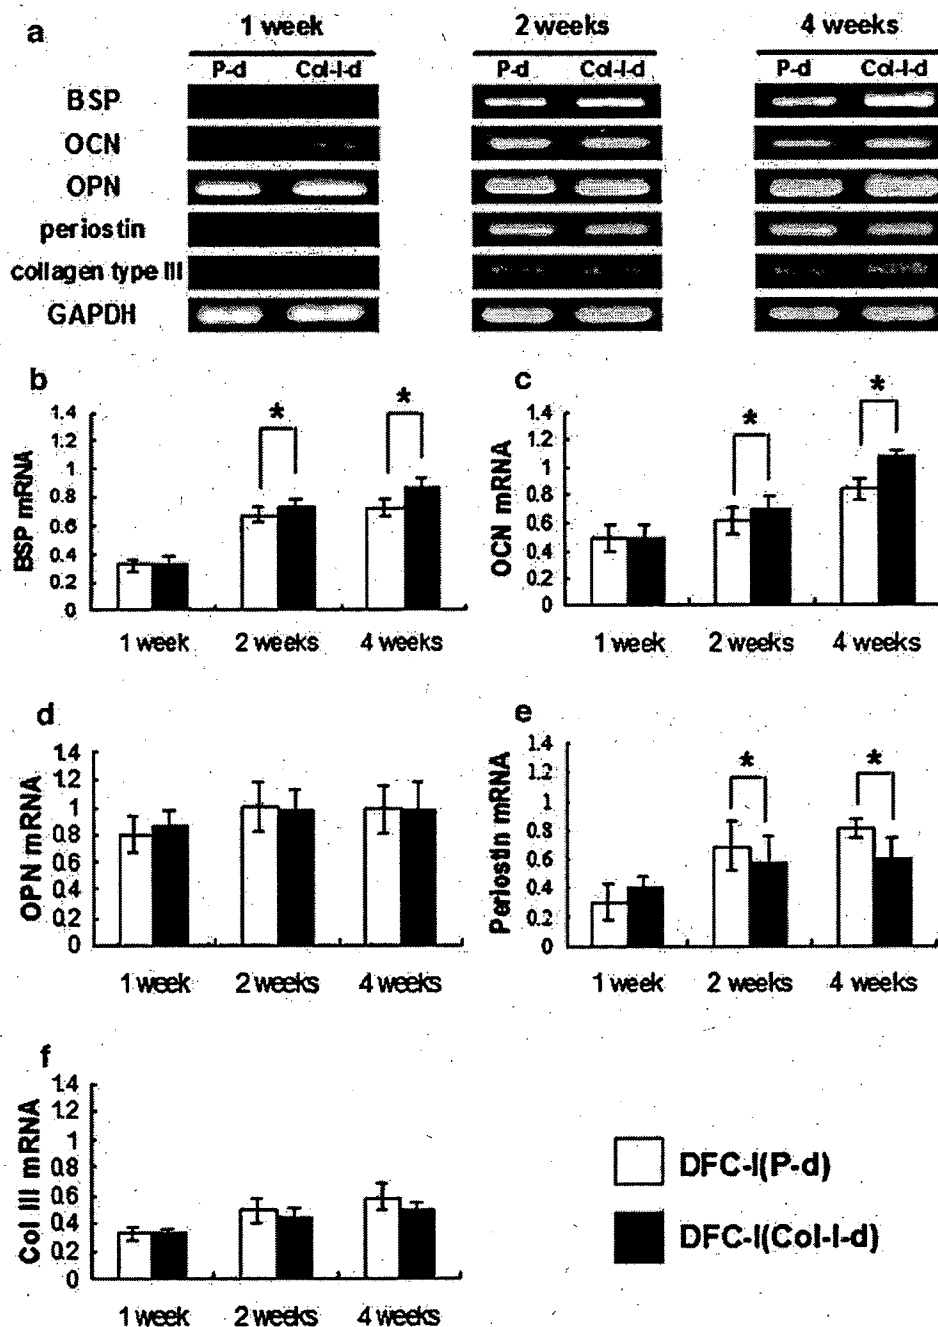 a
1 week 2 weeks 4 weeks
P-d Col-I-d P-d Col-I-d P-d Col-I-d
BSP
OCN
OPN
periostin
collagen type III
GAPDH
b
BSP mRNA
1.4
1.2
1
0.8
0.6
0.4
0.2
0
* *
1 week 2 weeks 4 weeks
c
OCN mRNA
1.4
1.2
1
0.8
0.6
0.4
0.2
0
* *
1 week 2 weeks 4 weeks
d
OPN mRNA
1.4
1.2
1
0.8
0.6
0.4
0.2
0
1 week 2 weeks 4 weeks
e
Periostin mRNA
1.4
1.2
1
0.8
0.6
0.4
0.2
0
* *
1 week 2 weeks 4 weeks
f
Col III mRNA
1.4
1.2
1
0.8
0.6
0.4
0.2
0
1 week 2 weeks 4 weeks
DFC-I(P-d)
DFC-I(Col-I-d)